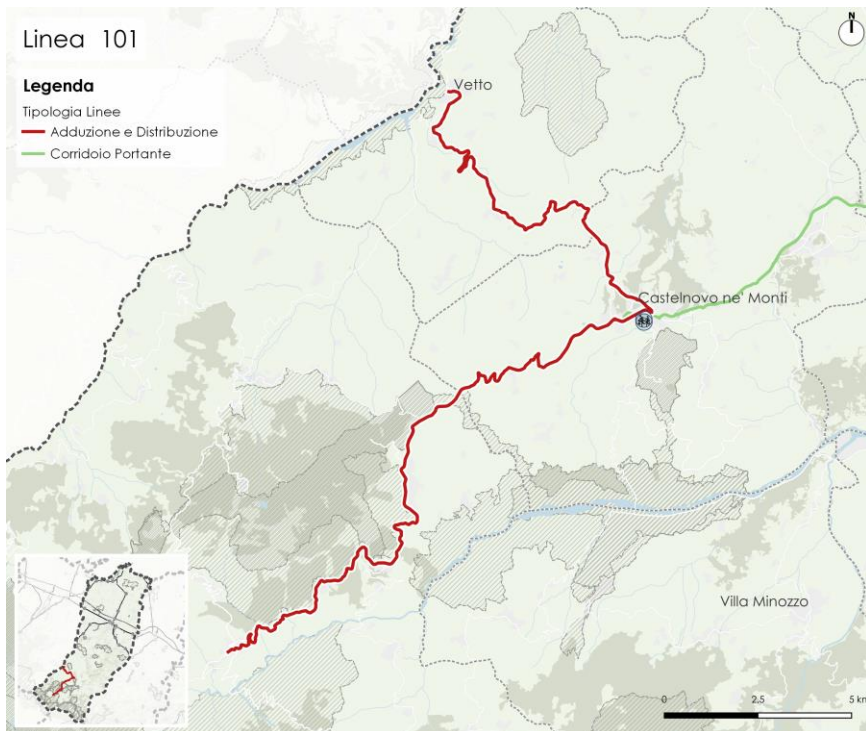 Linea 101
N
Legenda
Tipologia Linee
Adduzione e Distribuzione
Corridoio Portante
Vetto
Castelnovo ne' Monti
Villa Minozzo
0 2,5 5 km